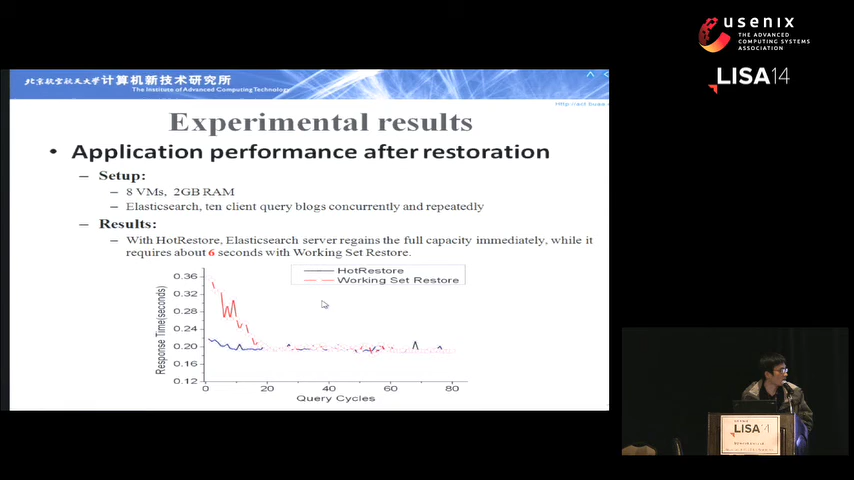 usenix
THE ADVANCED
COMPUTING SYSTEMS
ASSOCIATION
LISA14
北京航空航天大学计算机新技术研究所
The Institute of Advanced Computing Technology
Experimental results
• Application performance after restoration
– Setup:
– 8 VMs, 2GB RAM
– Elasticsearch, ten client query blogs concurrently and repeatedly
– Results:
– With HotRestore, Elasticsearch server regains the full capacity immediately, while it
requires about 6 seconds with Working Set Restore.
HotRestore
Working Set Restore
Response Time(seconds)
0.36
0.32
0.28
0.24
0.20
0.16
0.12
0 20 40 60 80
Query Cycles
LISA14